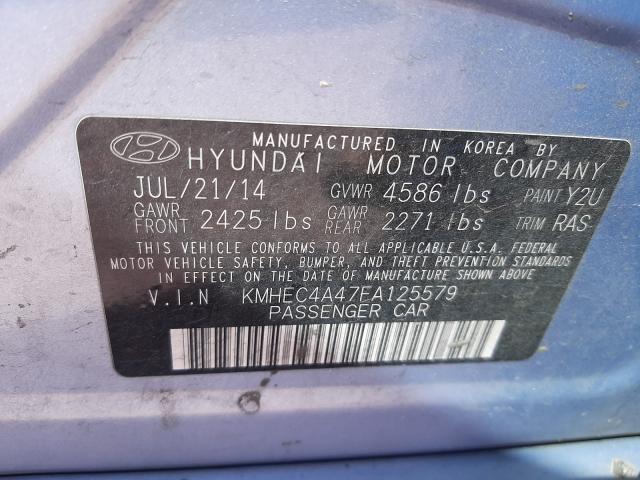 MANUFACTURED IN KOREA BY
HYUNDAI MOTOR COMPANY
JUL/21/14 GVWR 4586 lbs PAINT Y2U
GAWR FRONT 2425 lbs GAWR REAR 2271 lbs TRIM RAS
THIS VEHICLE CONFORMS TO ALL APPLICABLE U.S.A. FEDERAL
MOTOR VEHICLE SAFETY, BUMPER, AND THEFT PREVENTION STANDARDS
IN EFFECT ON THE DATE OF MANUFACTURE SHOWN ABOVE.
V.I.N KMHEC4A47FA125579
PASSENGER CAR